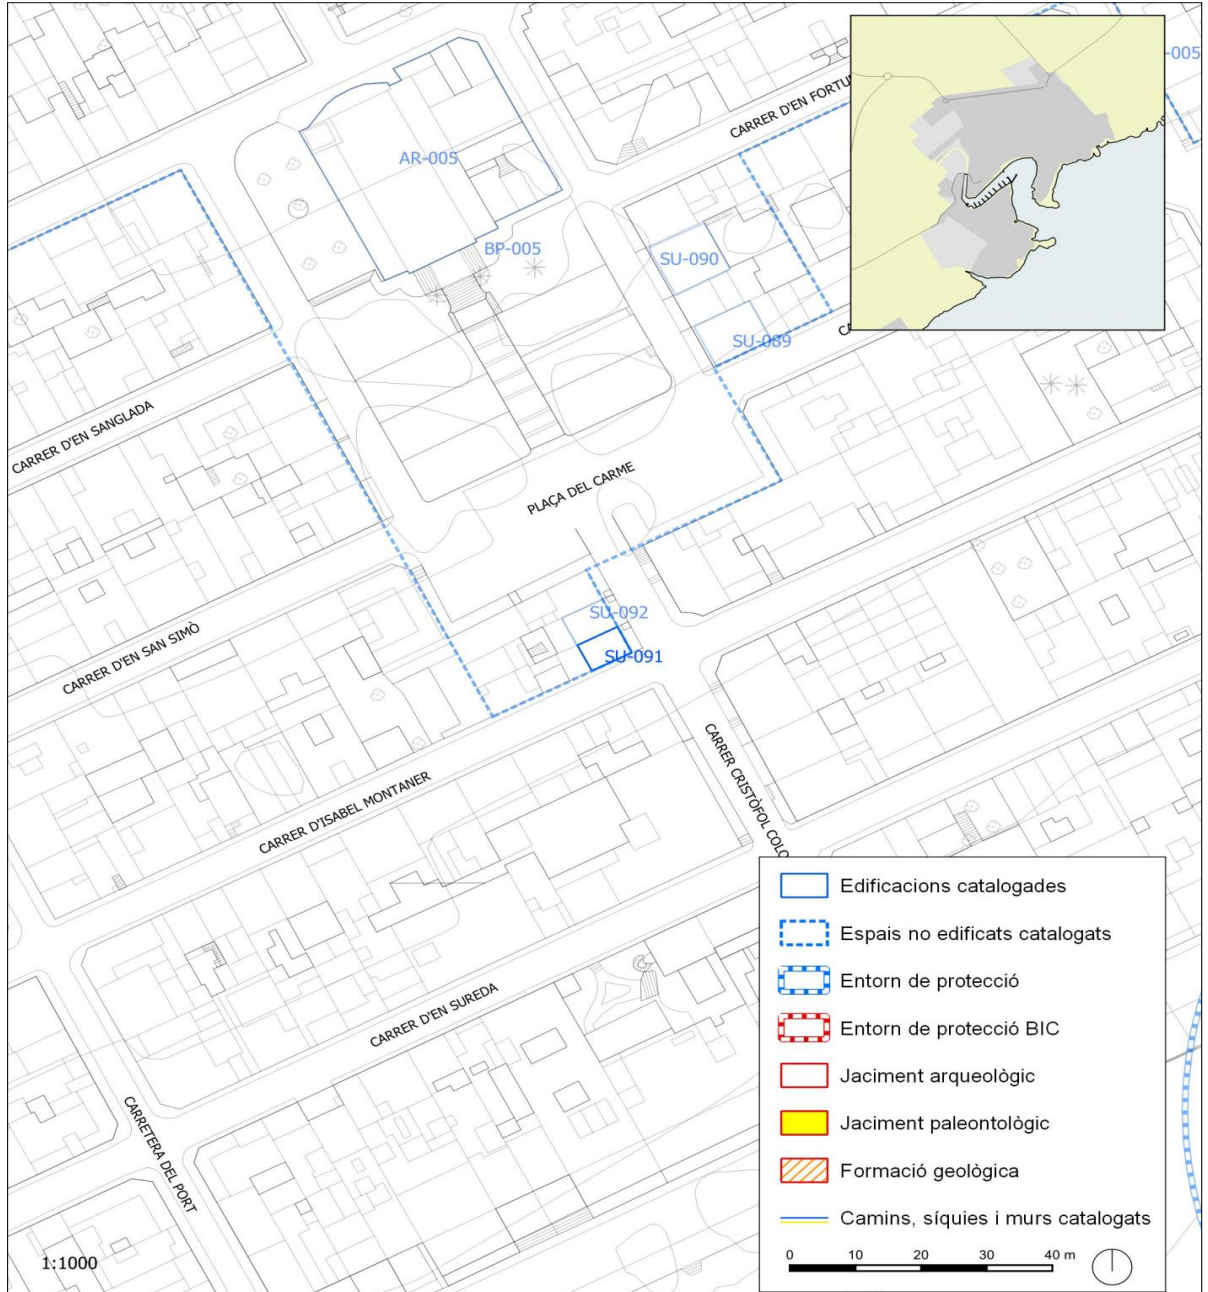 -005
CARRER D'EN FORTU
AR-005
BP-005
SU-090
SU-089
CA
CARRER D'EN SANGLADA
PLAÇA DEL CARME
SU-092
SU-091
CARRER D'EN SAN SIMÒ
CARRER D'ISABEL MONTANER
CARRER CRISTÒFOL COLO
CARRER D'EN SUREDA
CARRETERA DEL PORT
1:1000
Edificacions catalogades
Espais no edificats catalogats
Entorn de protecció
Entorn de protecció BIC
Jaciment arqueològic
Jaciment paleontològic
Formació geològica
Camins, síquies i murs catalogats
0 10 20 30 40 m